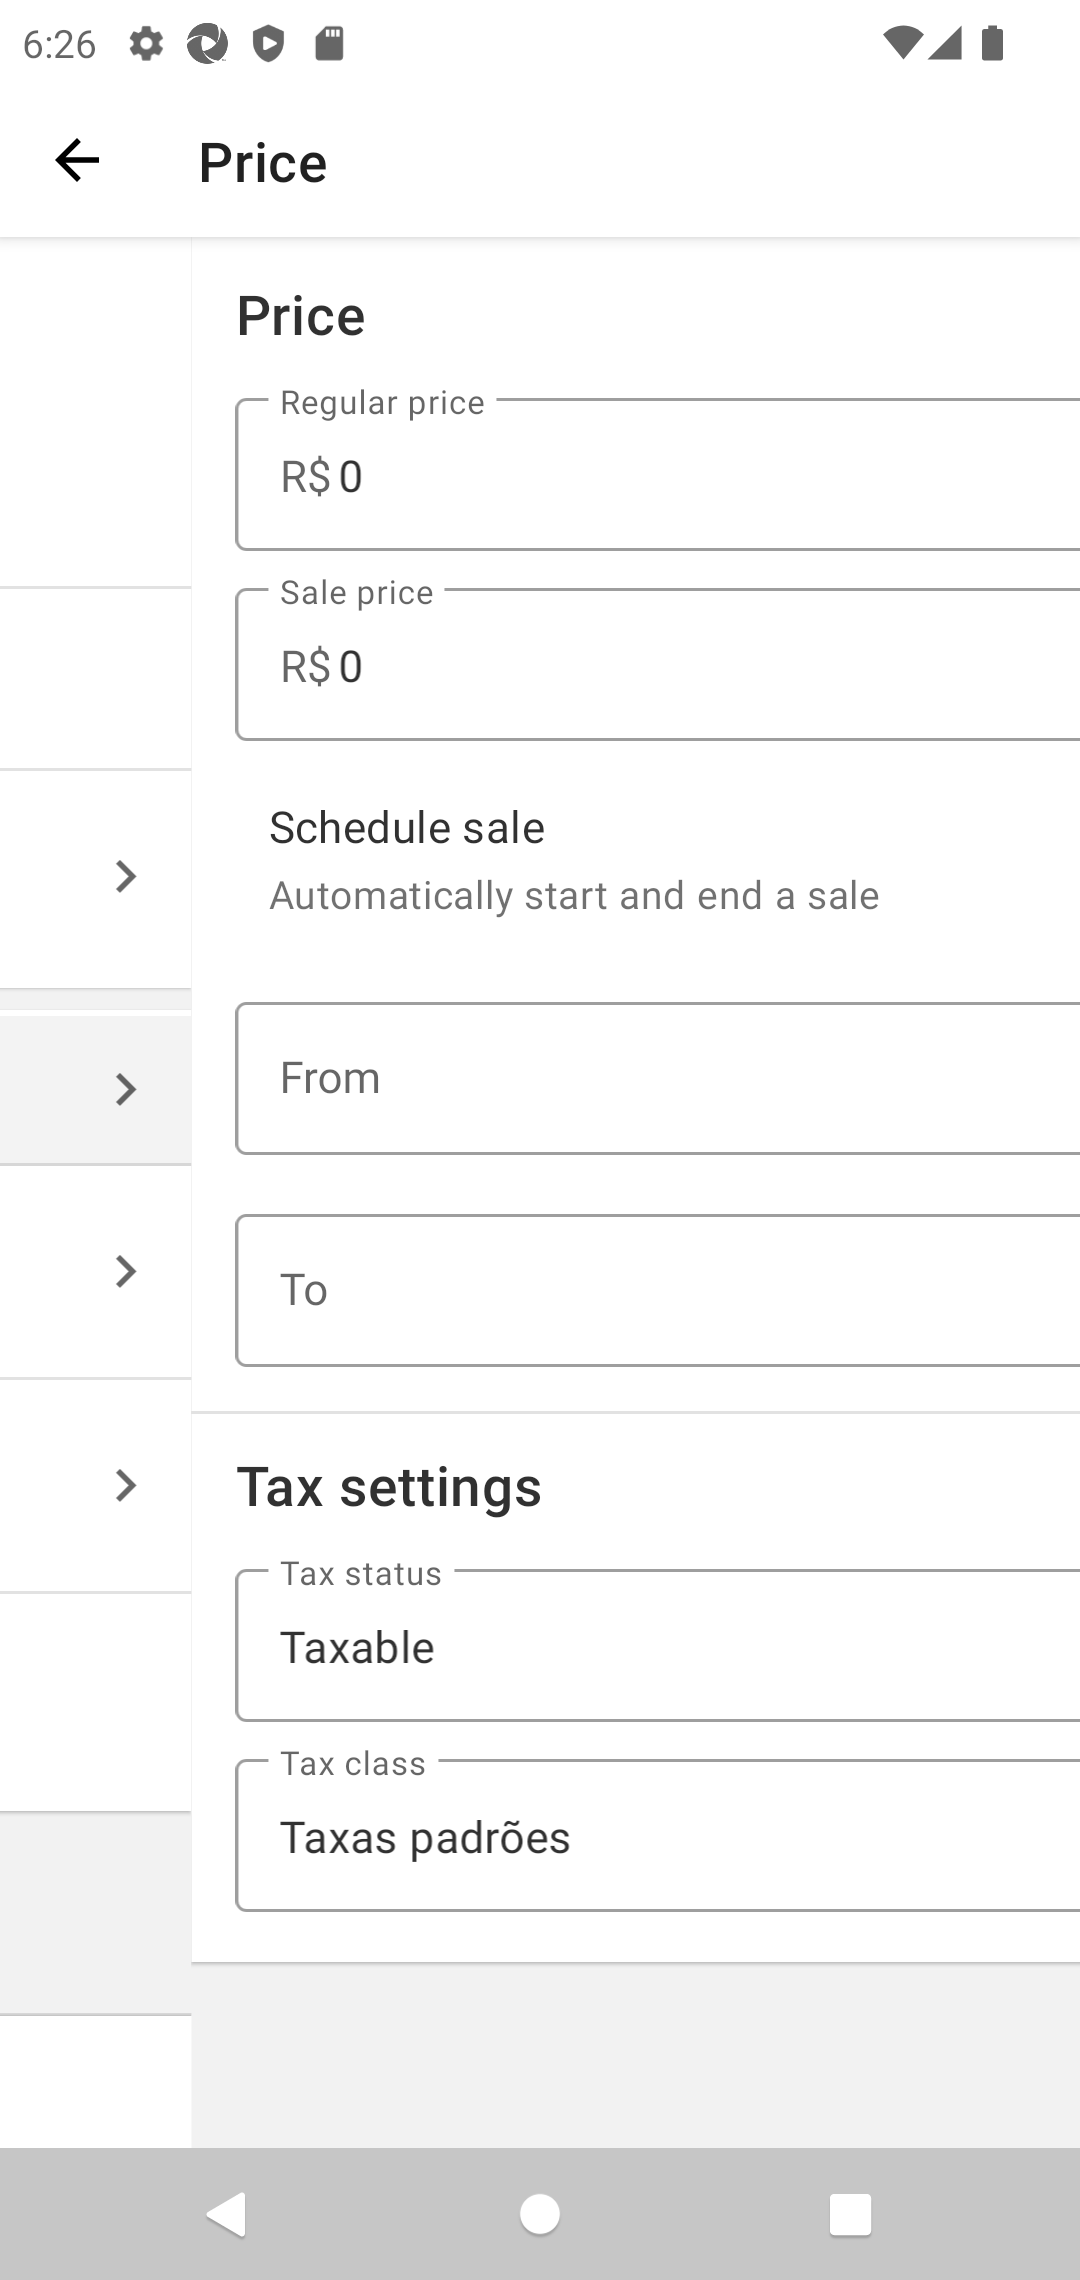 6:26
Price
Price
Regular price
R$ 0
Sale price
R$ 0
Schedule sale
Automatically start and end a sale
From
To
Tax settings
Tax status
Taxable
Tax class
Taxas padrões